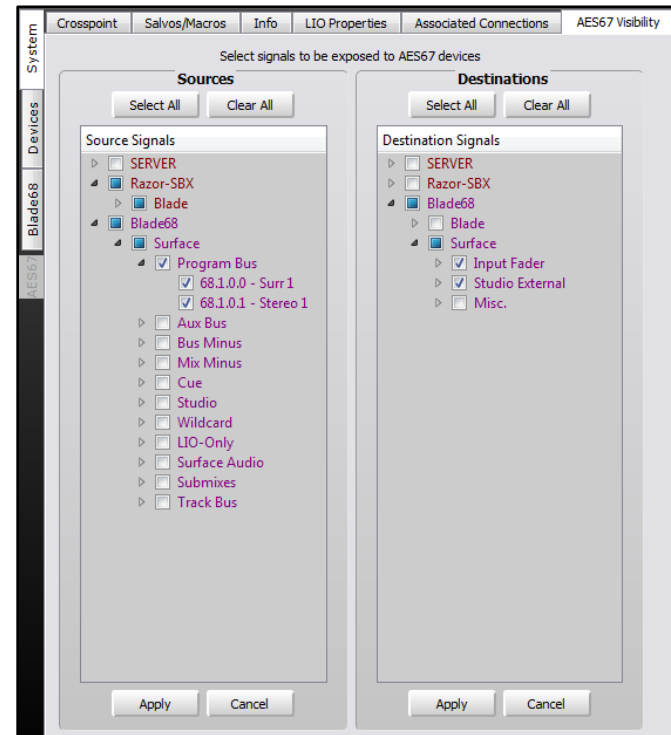 System
Devices
Blade68
AES67
Crosspoint Salvos/Macros Info LIO Properties Associated Connections AES67 Visibility
Select signals to be exposed to AES67 devices
Sources
Select All Clear All
Source Signals
SERVER
Razor-SBX
Blade
Blade68
Surface
Program Bus
68.1.0.0 - Surr 1
68.1.0.1 - Stereo 1
Aux Bus
Bus Minus
Mix Minus
Cue
Studio
Wildcard
LIO-Only
Surface Audio
Submixes
Track Bus
Apply Cancel
Destinations
Select All Clear All
Destination Signals
SERVER
Razor-SBX
Blade68
Blade
Surface
Input Fader
Studio External
Misc.
Apply Cancel